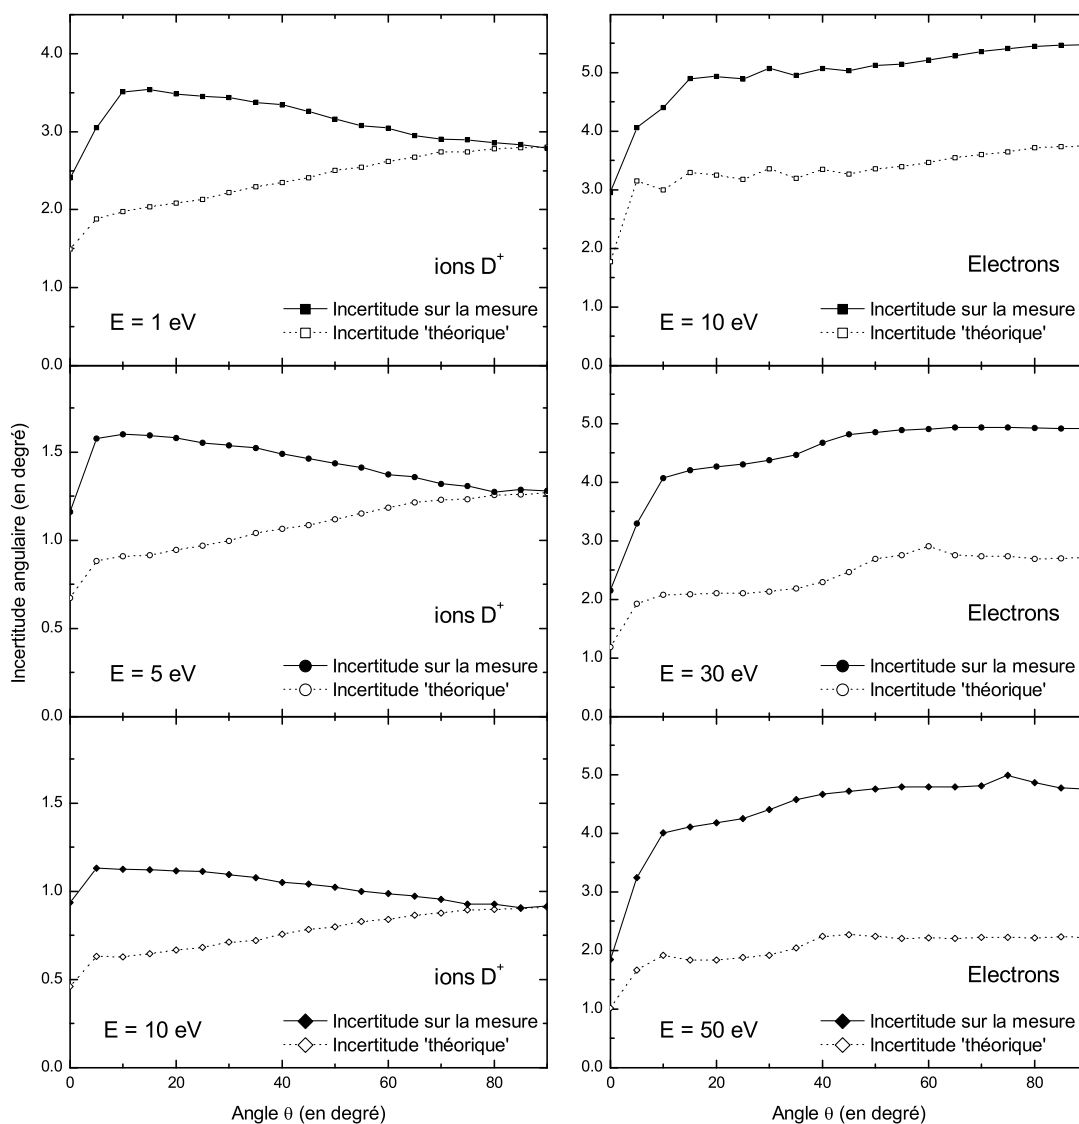 Incertitude angulaire (en degré)
4.0
3.0
2.0
1.0
0.0
ions D+
E = 1 eV
Incertitude sur la mesure
Incertitude 'théorique'
1.5
1.0
0.5
0.0
ions D+
E = 5 eV
Incertitude sur la mesure
Incertitude 'théorique'
1.5
1.0
0.5
0.0
ions D+
E = 10 eV
Incertitude sur la mesure
Incertitude 'théorique'
0 20 40 60 80
Angle θ (en degré)
5.0
4.0
3.0
2.0
1.0
0.0
Electrons
E = 10 eV
Incertitude sur la mesure
Incertitude 'théorique'
5.0
4.0
3.0
2.0
1.0
0.0
Electrons
E = 30 eV
Incertitude sur la mesure
Incertitude 'théorique'
5.0
4.0
3.0
2.0
1.0
0.0
Electrons
E = 50 eV
Incertitude sur la mesure
Incertitude 'théorique'
0 20 40 60 80
Angle θ (en degré)